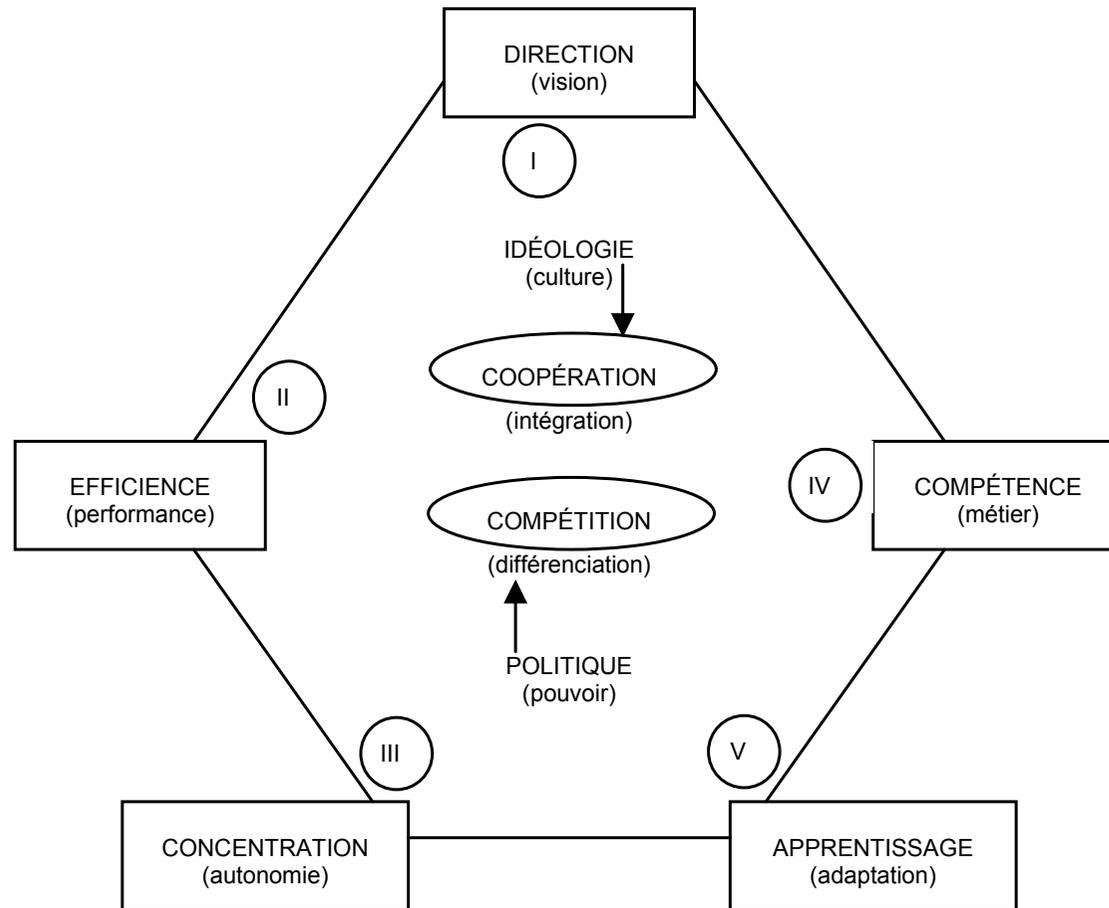 DIRECTION
(vision)
I
IDÉOLOGIE
(culture)
COOPÉRATION
(intégration)
II
EFFICIENCE
(performance)
IV
COMPÉTENCE
(métier)
COMPÉTITION
(différenciation)
POLITIQUE
(pouvoir)
III
V
CONCENTRATION
(autonomie)
APPRENTISSAGE
(adaptation)